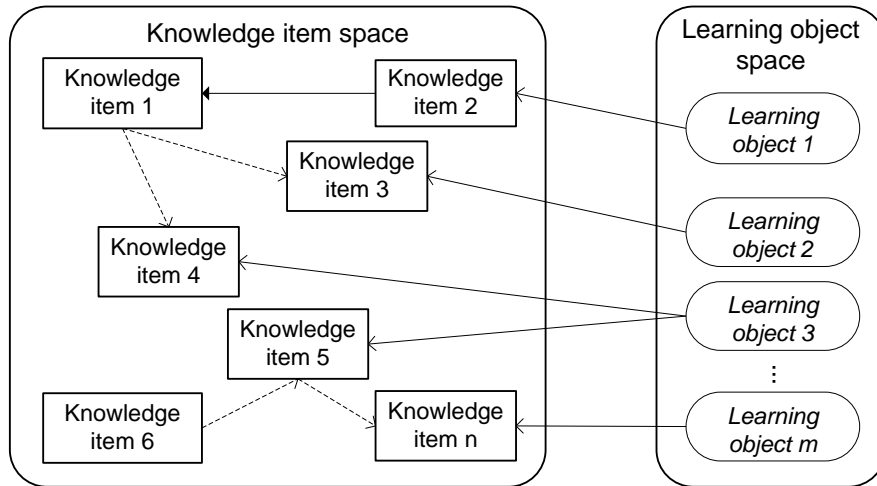 Knowledge item space
Knowledge
item 1
Knowledge
item 2
Knowledge
item 3
Knowledge
item 4
Knowledge
item 5
Knowledge
item 6
Knowledge
item n
Learning object
space
Learning
object 1
Learning
object 2
Learning
object 3
...
Learning
object m